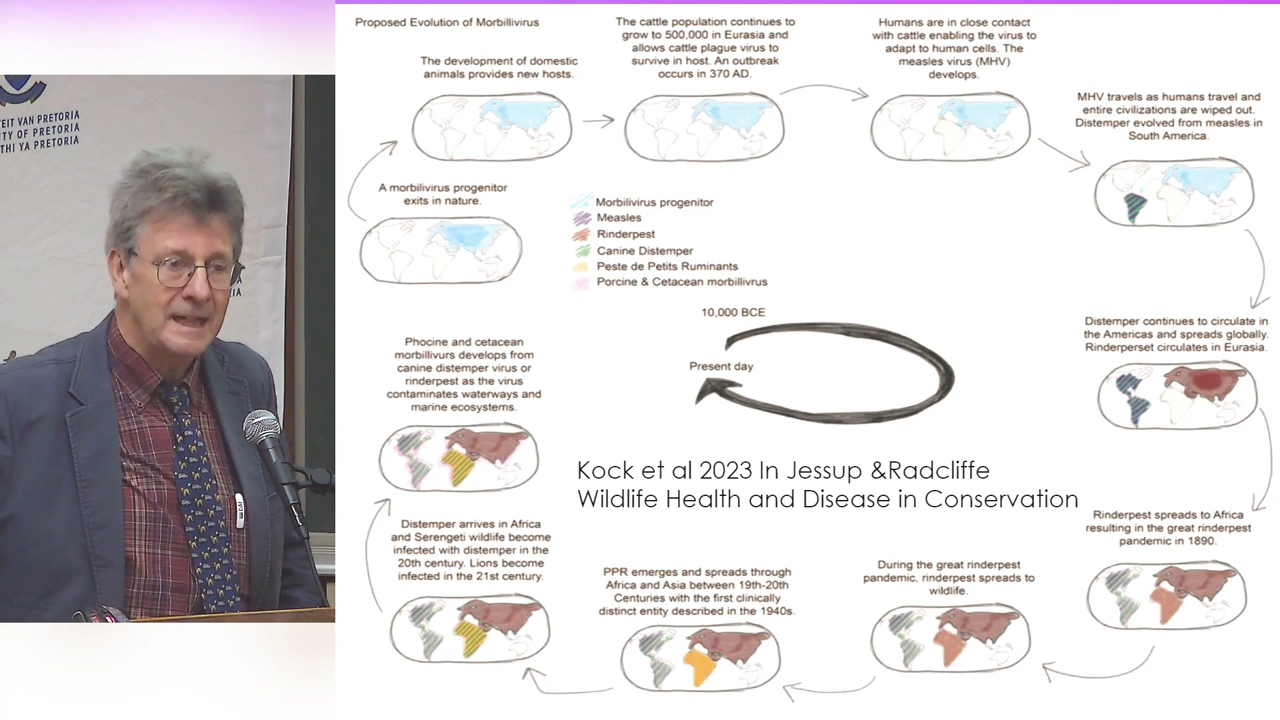 TEIT VAN PRETORIA
TY OF PRETORIA
THI YA PRETORIA
Proposed Evolution of Morbillivirus
The development of domestic
animals provides new hosts.
The cattle population continues to
grow to 500,000 in Eurasia and
allows cattle plague virus to
survive in host. An outbreak
occurs in 370 AD.
Humans are in close contact
with cattle enabling the virus to
adapt to human cells. The
measles virus (MHV)
develops.
MHV travels as humans travel and
entire civilizations are wiped out.
Distemper evolved from measles in
South America.
A morbilivirus progenitor
exits in nature.
Morbilivirus progenitor
Measles
Rinderpest
Canine Distemper
Peste de Petits Ruminants
Porcine & Cetacean morbillivrus
10,000 BCE
Present day
Distemper continues to circulate in
the Americas and spreads globally.
Rinderperset circulates in Eurasia.
Phocine and cetacean
morbillivurs develops from
canine distemper virus or
rinderpest as the virus
contaminates waterways and
marine ecosystems.
Kock et al 2023 In Jessup &Radcliffe
Wildlife Health and Disease in Conservation
Rinderpest spreads to Africa
resulting in the great rinderpest
pandemic in 1890.
During the great rinderpest
pandemic, rinderpest spreads to
wildlife.
PPR emerges and spreads through
Africa and Asia between 19th-20th
Centuries with the first clinically
distinct entity described in the 1940s.
Distemper arrives in Africa
and Serengeti wildlife become
infected with distemper in the
20th century. Lions become
infected in the 21st century.